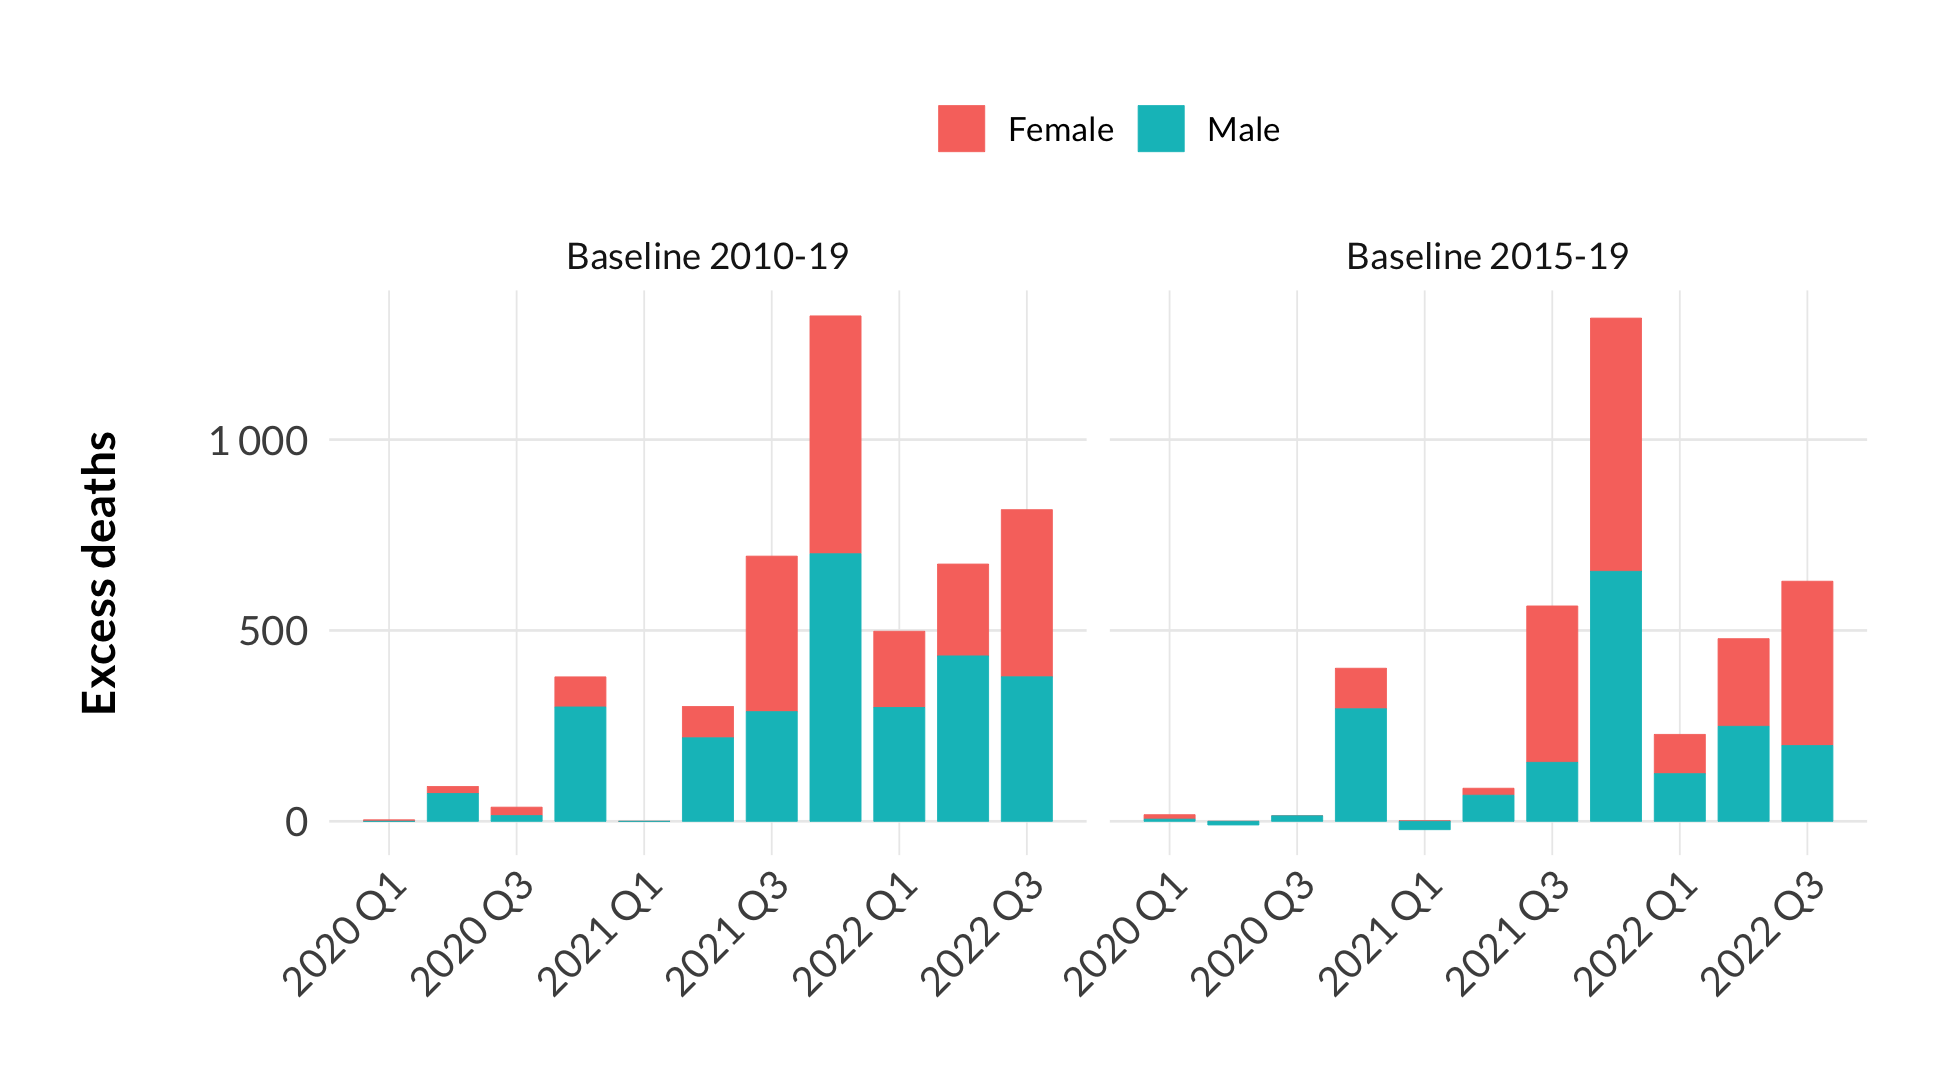 Female Male
Baseline 2010-19 Baseline 2015-19
Excess deaths
1 000
500
0
2020 Q1 2020 Q3 2021 Q1 2021 Q3 2022 Q1 2022 Q3 2020 Q1 2020 Q3 2021 Q1 2021 Q3 2022 Q1 2022 Q3